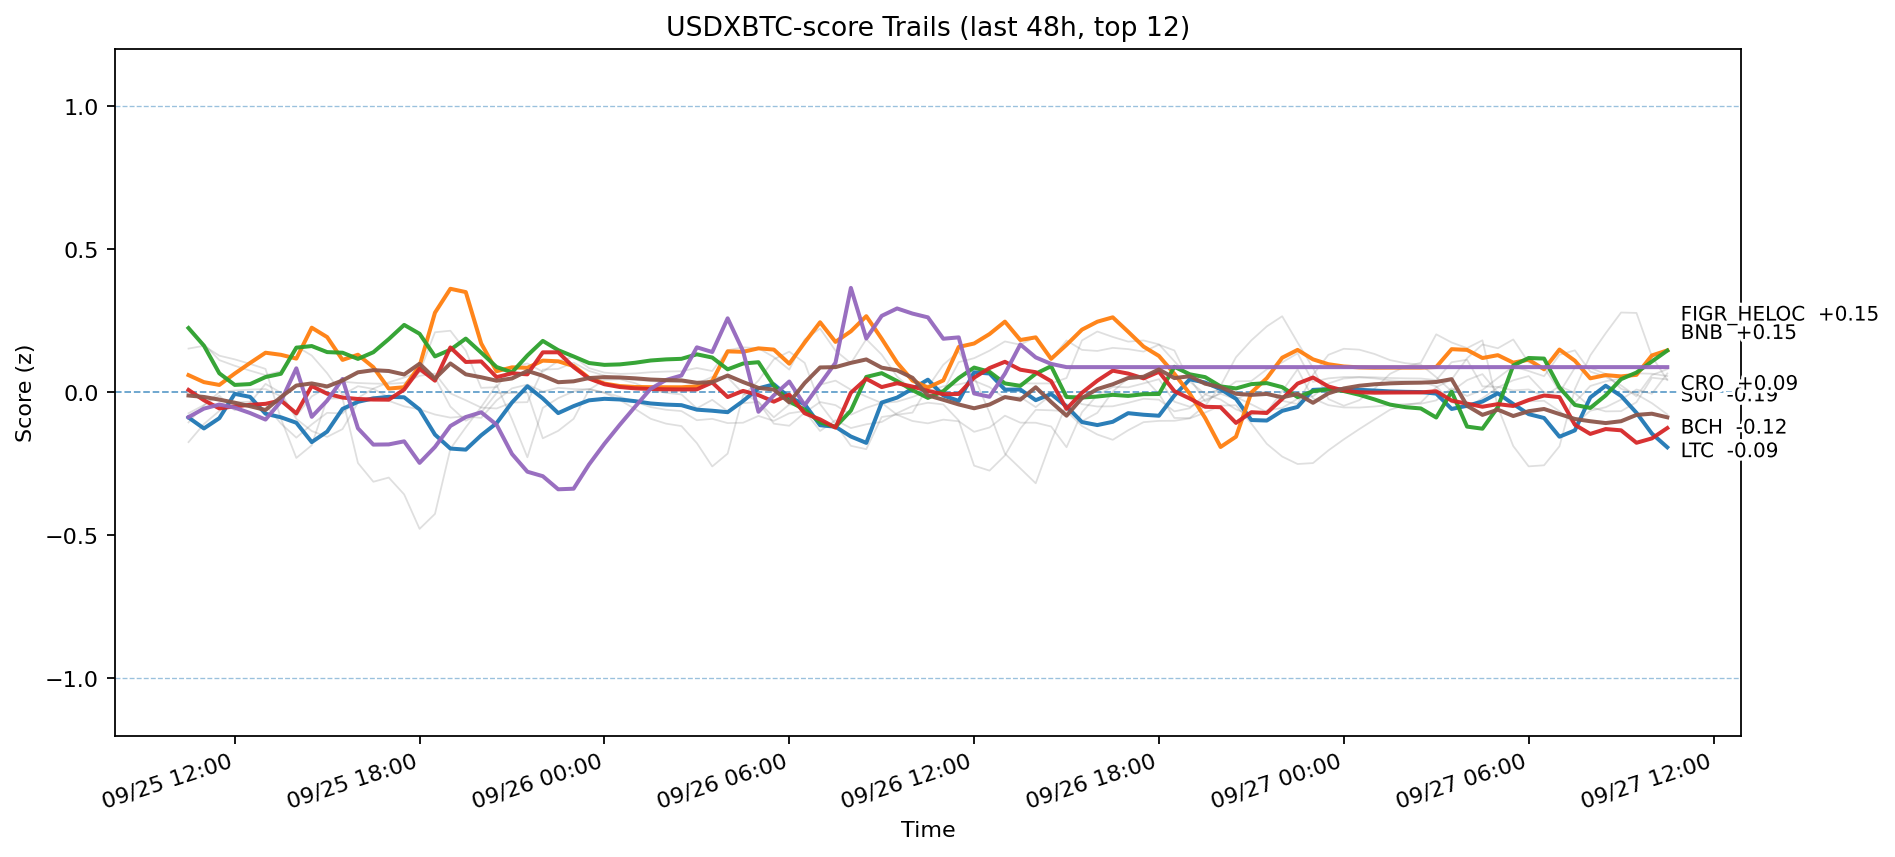 USDXBTC-score Trails (last 48h, top 12)
Score (z)
1.0
0.5
0.0
−0.5
−1.0
FIGR_HELOC +0.15
BNB +0.15
CRO +0.09
SUI -0.19
BCH -0.12
LTC -0.09
09/25 12:00
09/25 18:00
09/26 00:00
09/26 06:00
09/26 12:00
09/26 18:00
09/27 00:00
09/27 06:00
09/27 12:00
Time